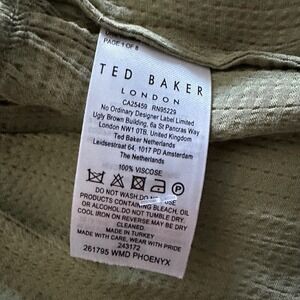 PAGE 1 OF 8
TED BAKER
LONDON
CA25459 RN95229
No Ordinary Designer Label Limited
Ugly Brown Building, 6a St Pancras Way
London NW1 0TB, United Kingdom
Ted Baker Netherlands
Leidsestraat 64, 1017 PD Amsterdam
The Netherlands
100% VISCOSE
DO NOT WASH.DO NOT USE
PRODUCTS CONTAINING BLEACH, OIL
OR ALCOHOL.DO NOT TUMBLE DRY.
COOL IRON ON REVERSE.MAY BE DRY
CLEANED.
MADE IN TURKEY
MADE WITH CARE, WEAR WITH PRIDE
243172
261795 WMD PHOENYX